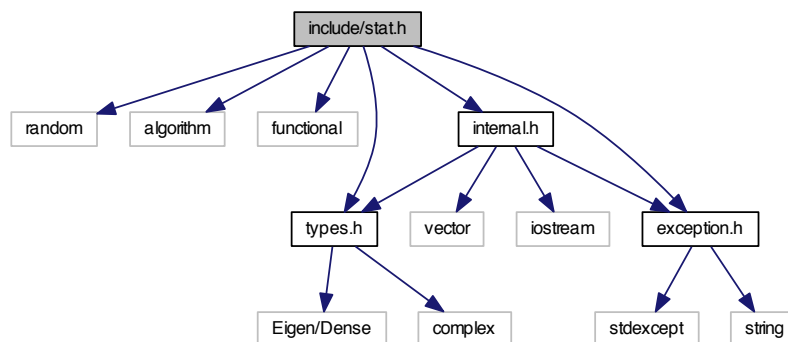 include/stat.h
random
algorithm
functional
internal.h
types.h
vector
iostream
exception.h
Eigen/Dense
complex
stdexcept
string